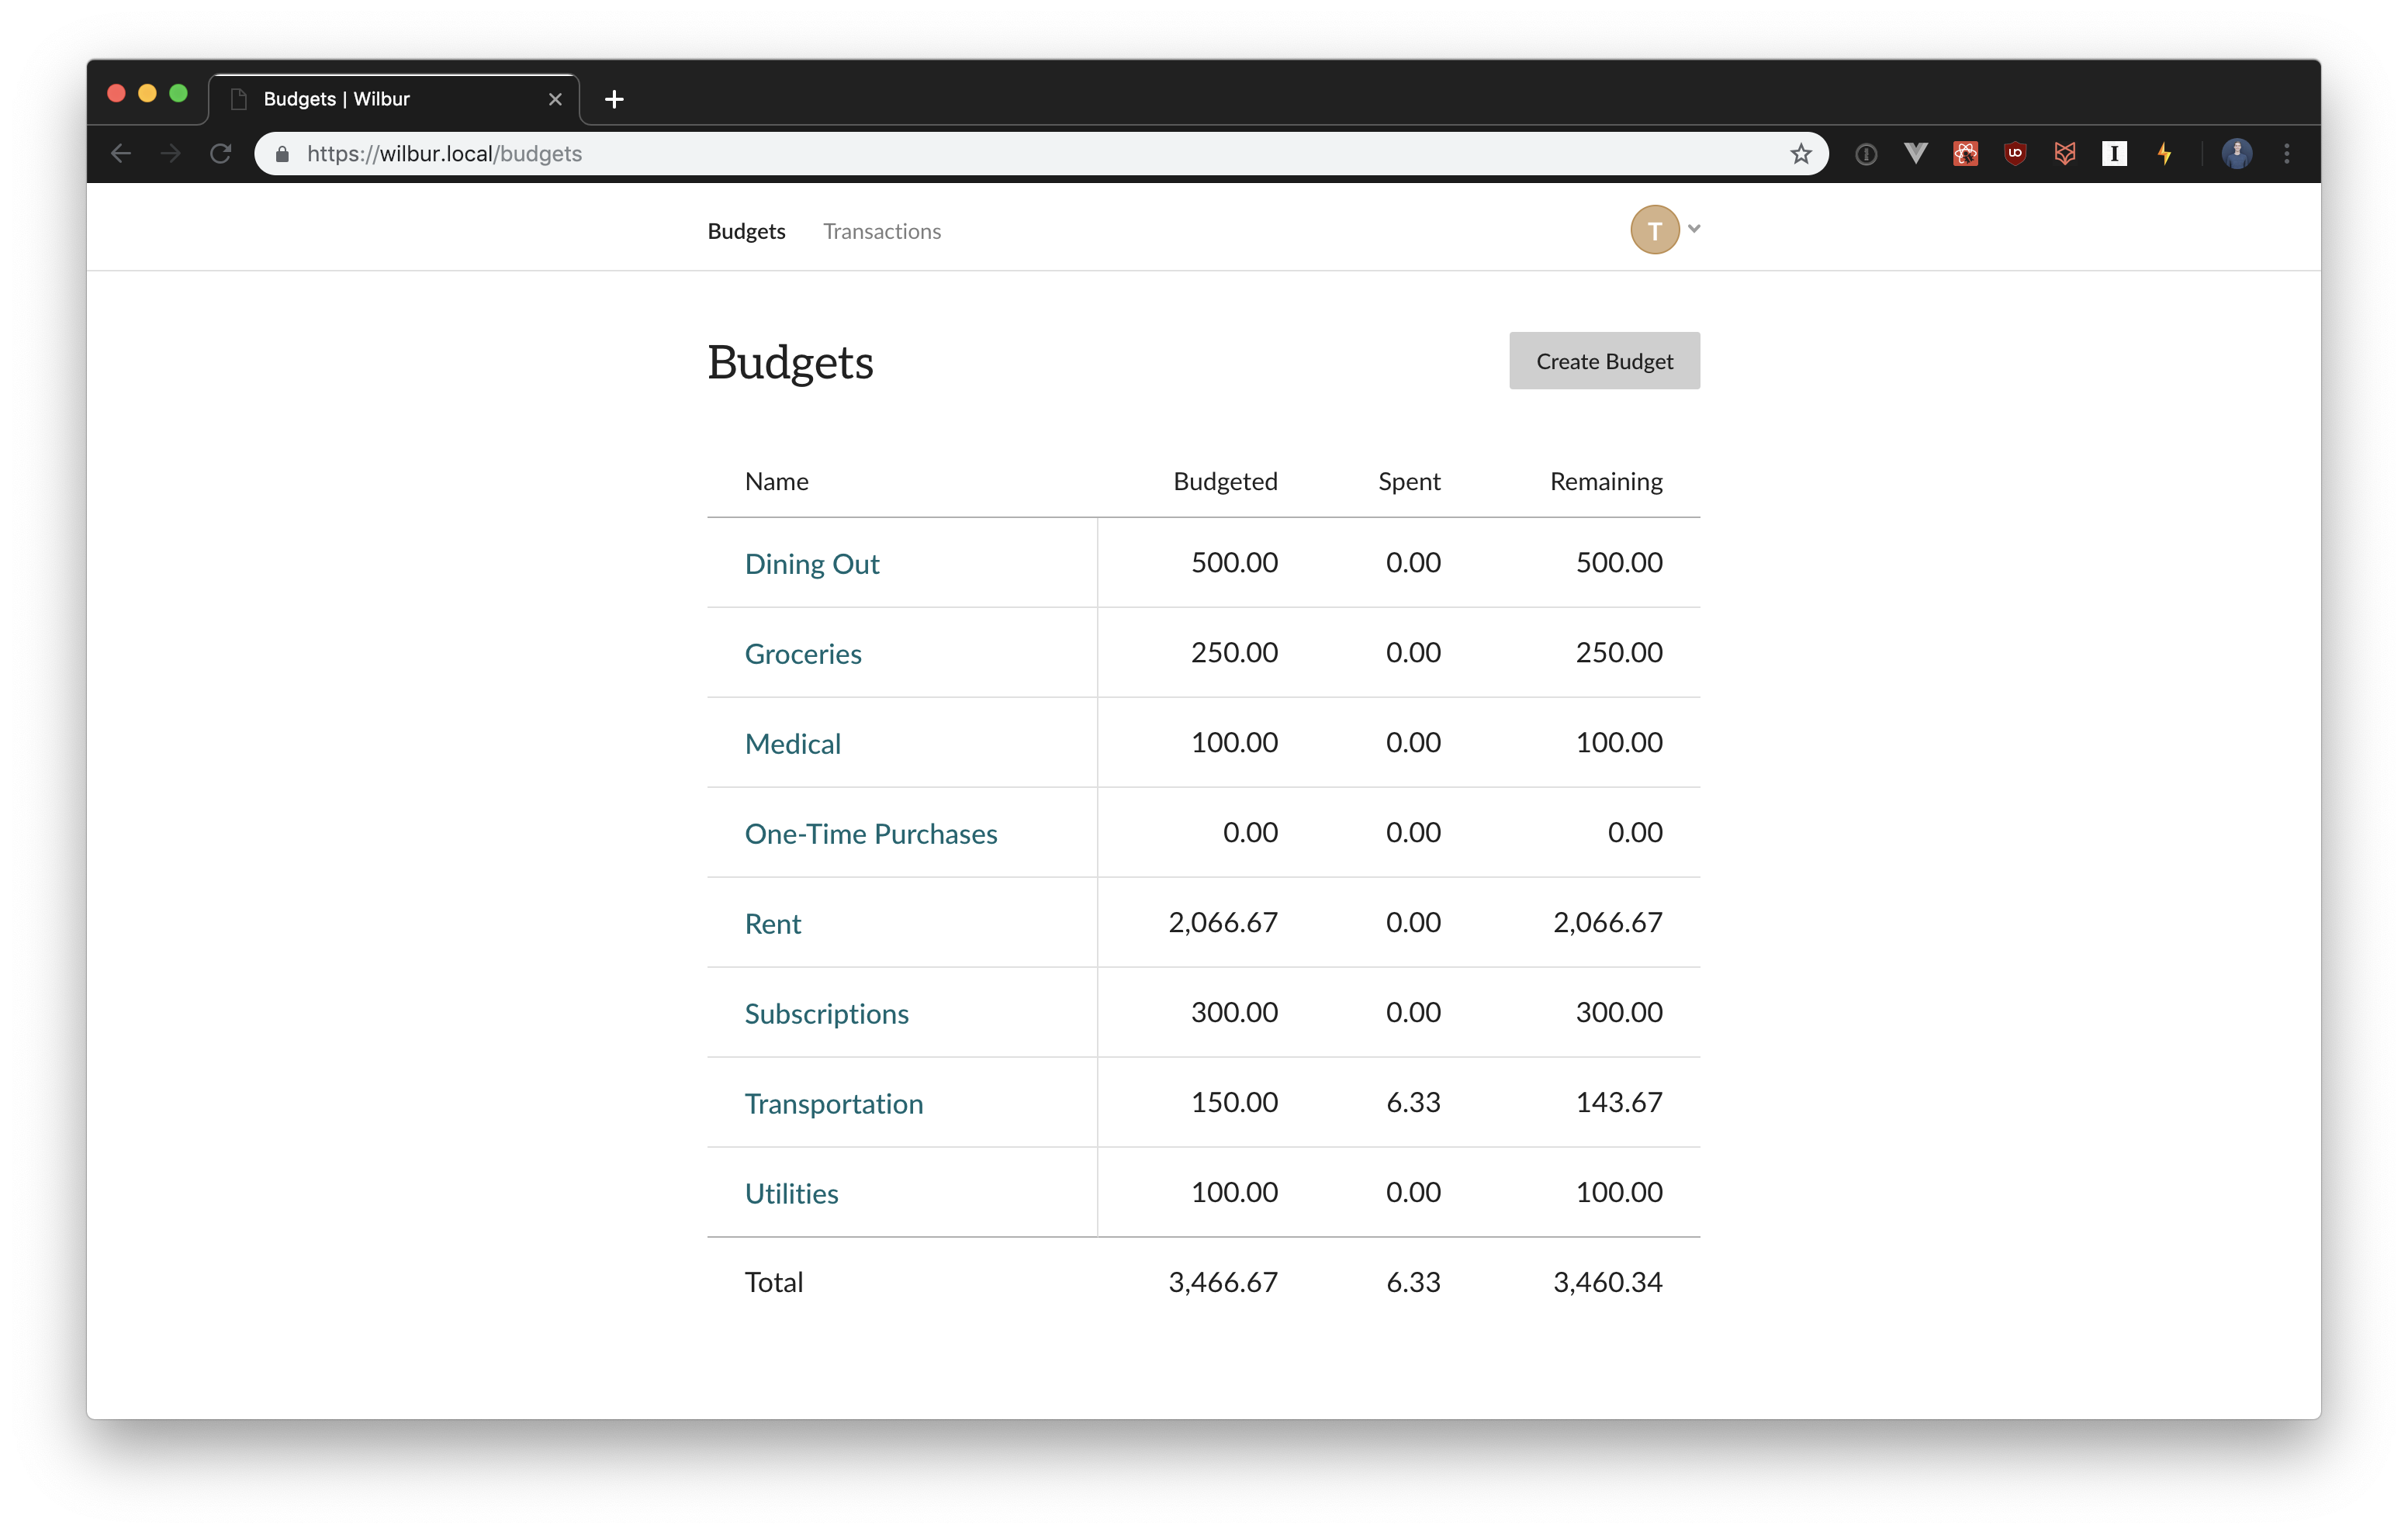 Budgets | Wilbur
https://wilbur.local/budgets
Budgets Transactions T
Budgets Create Budget
Name Budgeted Spent Remaining
Dining Out 500.00 0.00 500.00
Groceries 250.00 0.00 250.00
Medical 100.00 0.00 100.00
One-Time Purchases 0.00 0.00 0.00
Rent 2,066.67 0.00 2,066.67
Subscriptions 300.00 0.00 300.00
Transportation 150.00 6.33 143.67
Utilities 100.00 0.00 100.00
Total 3,466.67 6.33 3,460.34